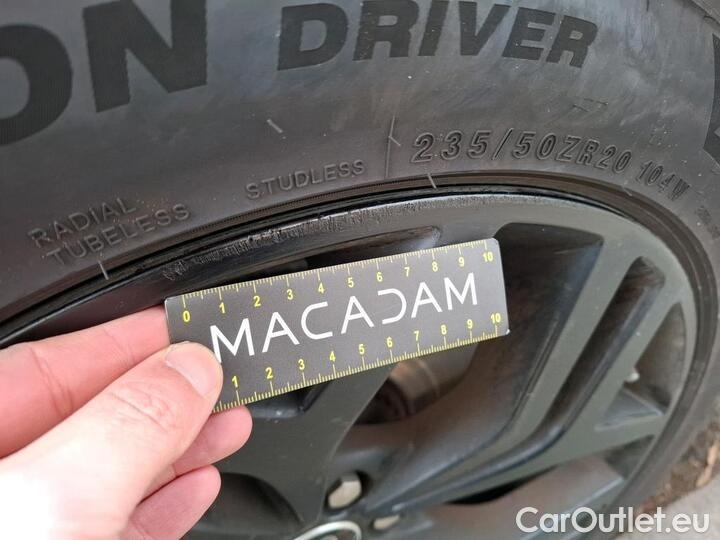 ON DRIVER
235/50ZR20 104W
STUDLESS
RADIAL
TUBELESS
0 1 2 3 4 5 6 7 8 9 10
MACADAM
1 2 3 4 5 6 7 8 9 10
CarOutlet.eu